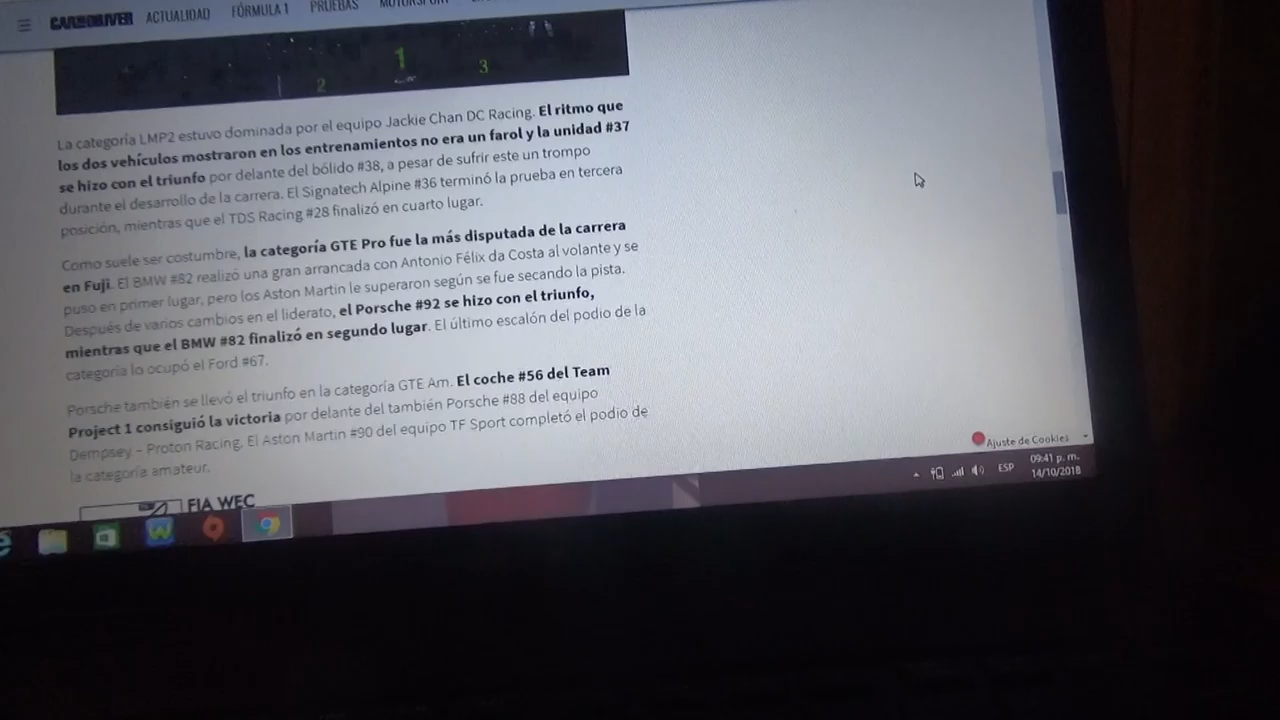 CAR and DRIVER ACTUALIDAD FÓRMULA 1 PRUEBAS MOTORSPORT
1
2
3
La categoría LMP2 estuvo dominada por el equipo Jackie Chan DC Racing. El ritmo que
los dos vehículos mostraron en los entrenamientos no era un farol y la unidad #37
se hizo con el triunfo por delante del bólido #38, a pesar de sufrir este un trompo
durante el desarrollo de la carrera. El Signatech Alpine #36 terminó la prueba en tercera
posición, mientras que el TDS Racing #28 finalizó en cuarto lugar.
Como suele ser costumbre, la categoría GTE Pro fue la más disputada de la carrera
en Fuji. El BMW #82 realizó una gran arrancada con Antonio Félix da Costa al volante y se
puso en primer lugar, pero los Aston Martin le superaron según se fue secando la pista.
Después de varios cambios en el liderato, el Porsche #92 se hizo con el triunfo,
mientras que el BMW #82 finalizó en segundo lugar. El último escalón del podio de la
categoría lo ocupó el Ford #67.
Porsche también se llevó el triunfo en la categoría GTE Am. El coche #56 del Team
Project 1 consiguió la victoria por delante del también Porsche #88 del equipo
Dempsey – Proton Racing. El Aston Martin #90 del equipo TF Sport completó el podio de
la categoría amateur.
FIA WEC
Ajuste de Cookies
ESP
09:41 p. m.
14/10/2018